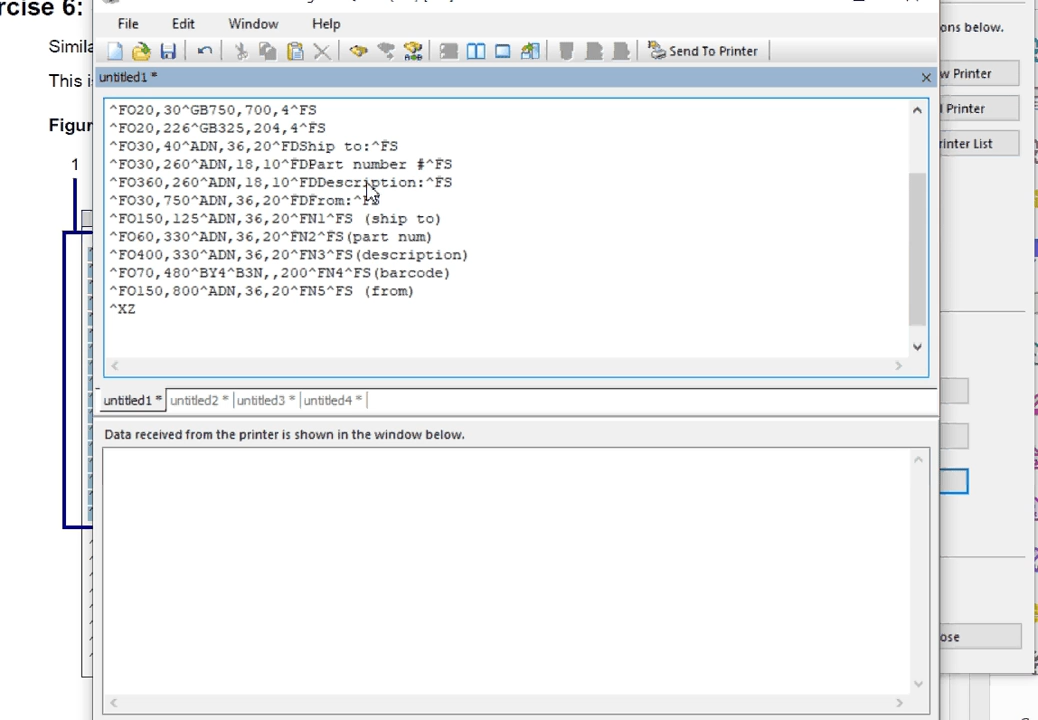 rcise 6:
Simila
This i
Figur
1
File Edit Window Help
Send To Printer
untitled1 *
^FO20,30^GB750,700,4^FS
^FO20,226^GB325,204,4^FS
^FO30,40^ADN,36,20^FDShip to:^FS
^FO30,260^ADN,18,10^FDPart number #^FS
^FO360,260^ADN,18,10^FDDescription:^FS
^FO30,750^ADN,36,20^FDFrom:^FS
^FO150,125^ADN,36,20^FN1^FS (ship to)
^FO60,330^ADN,36,20^FN2^FS(part num)
^FO400,330^ADN,36,20^FN3^FS(description)
^FO70,480^BY4^B3N,,200^FN4^FS(barcode)
^FO150,800^ADN,36,20^FN5^FS (from)
^XZ
untitled1 * untitled2 * untitled3 * untitled4 *
Data received from the printer is shown in the window below.
ons below.
w Printer
l Printer
rinter List
ose